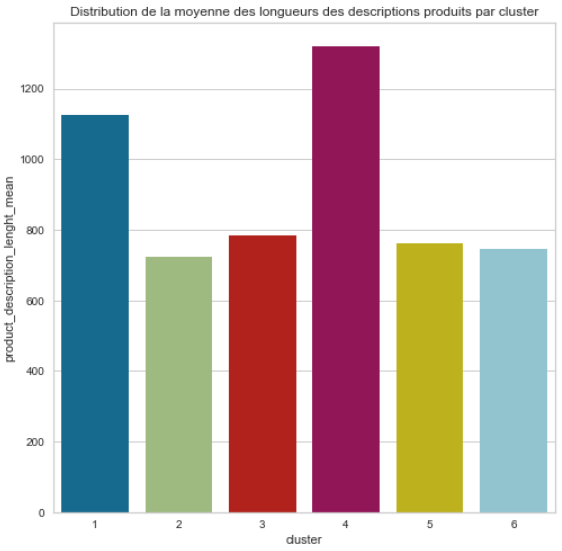 Distribution de la moyenne des longueurs des descriptions produits par cluster
product_description_lenght_mean
1200
1000
800
600
400
200
0
1 2 3 4 5 6
cluster